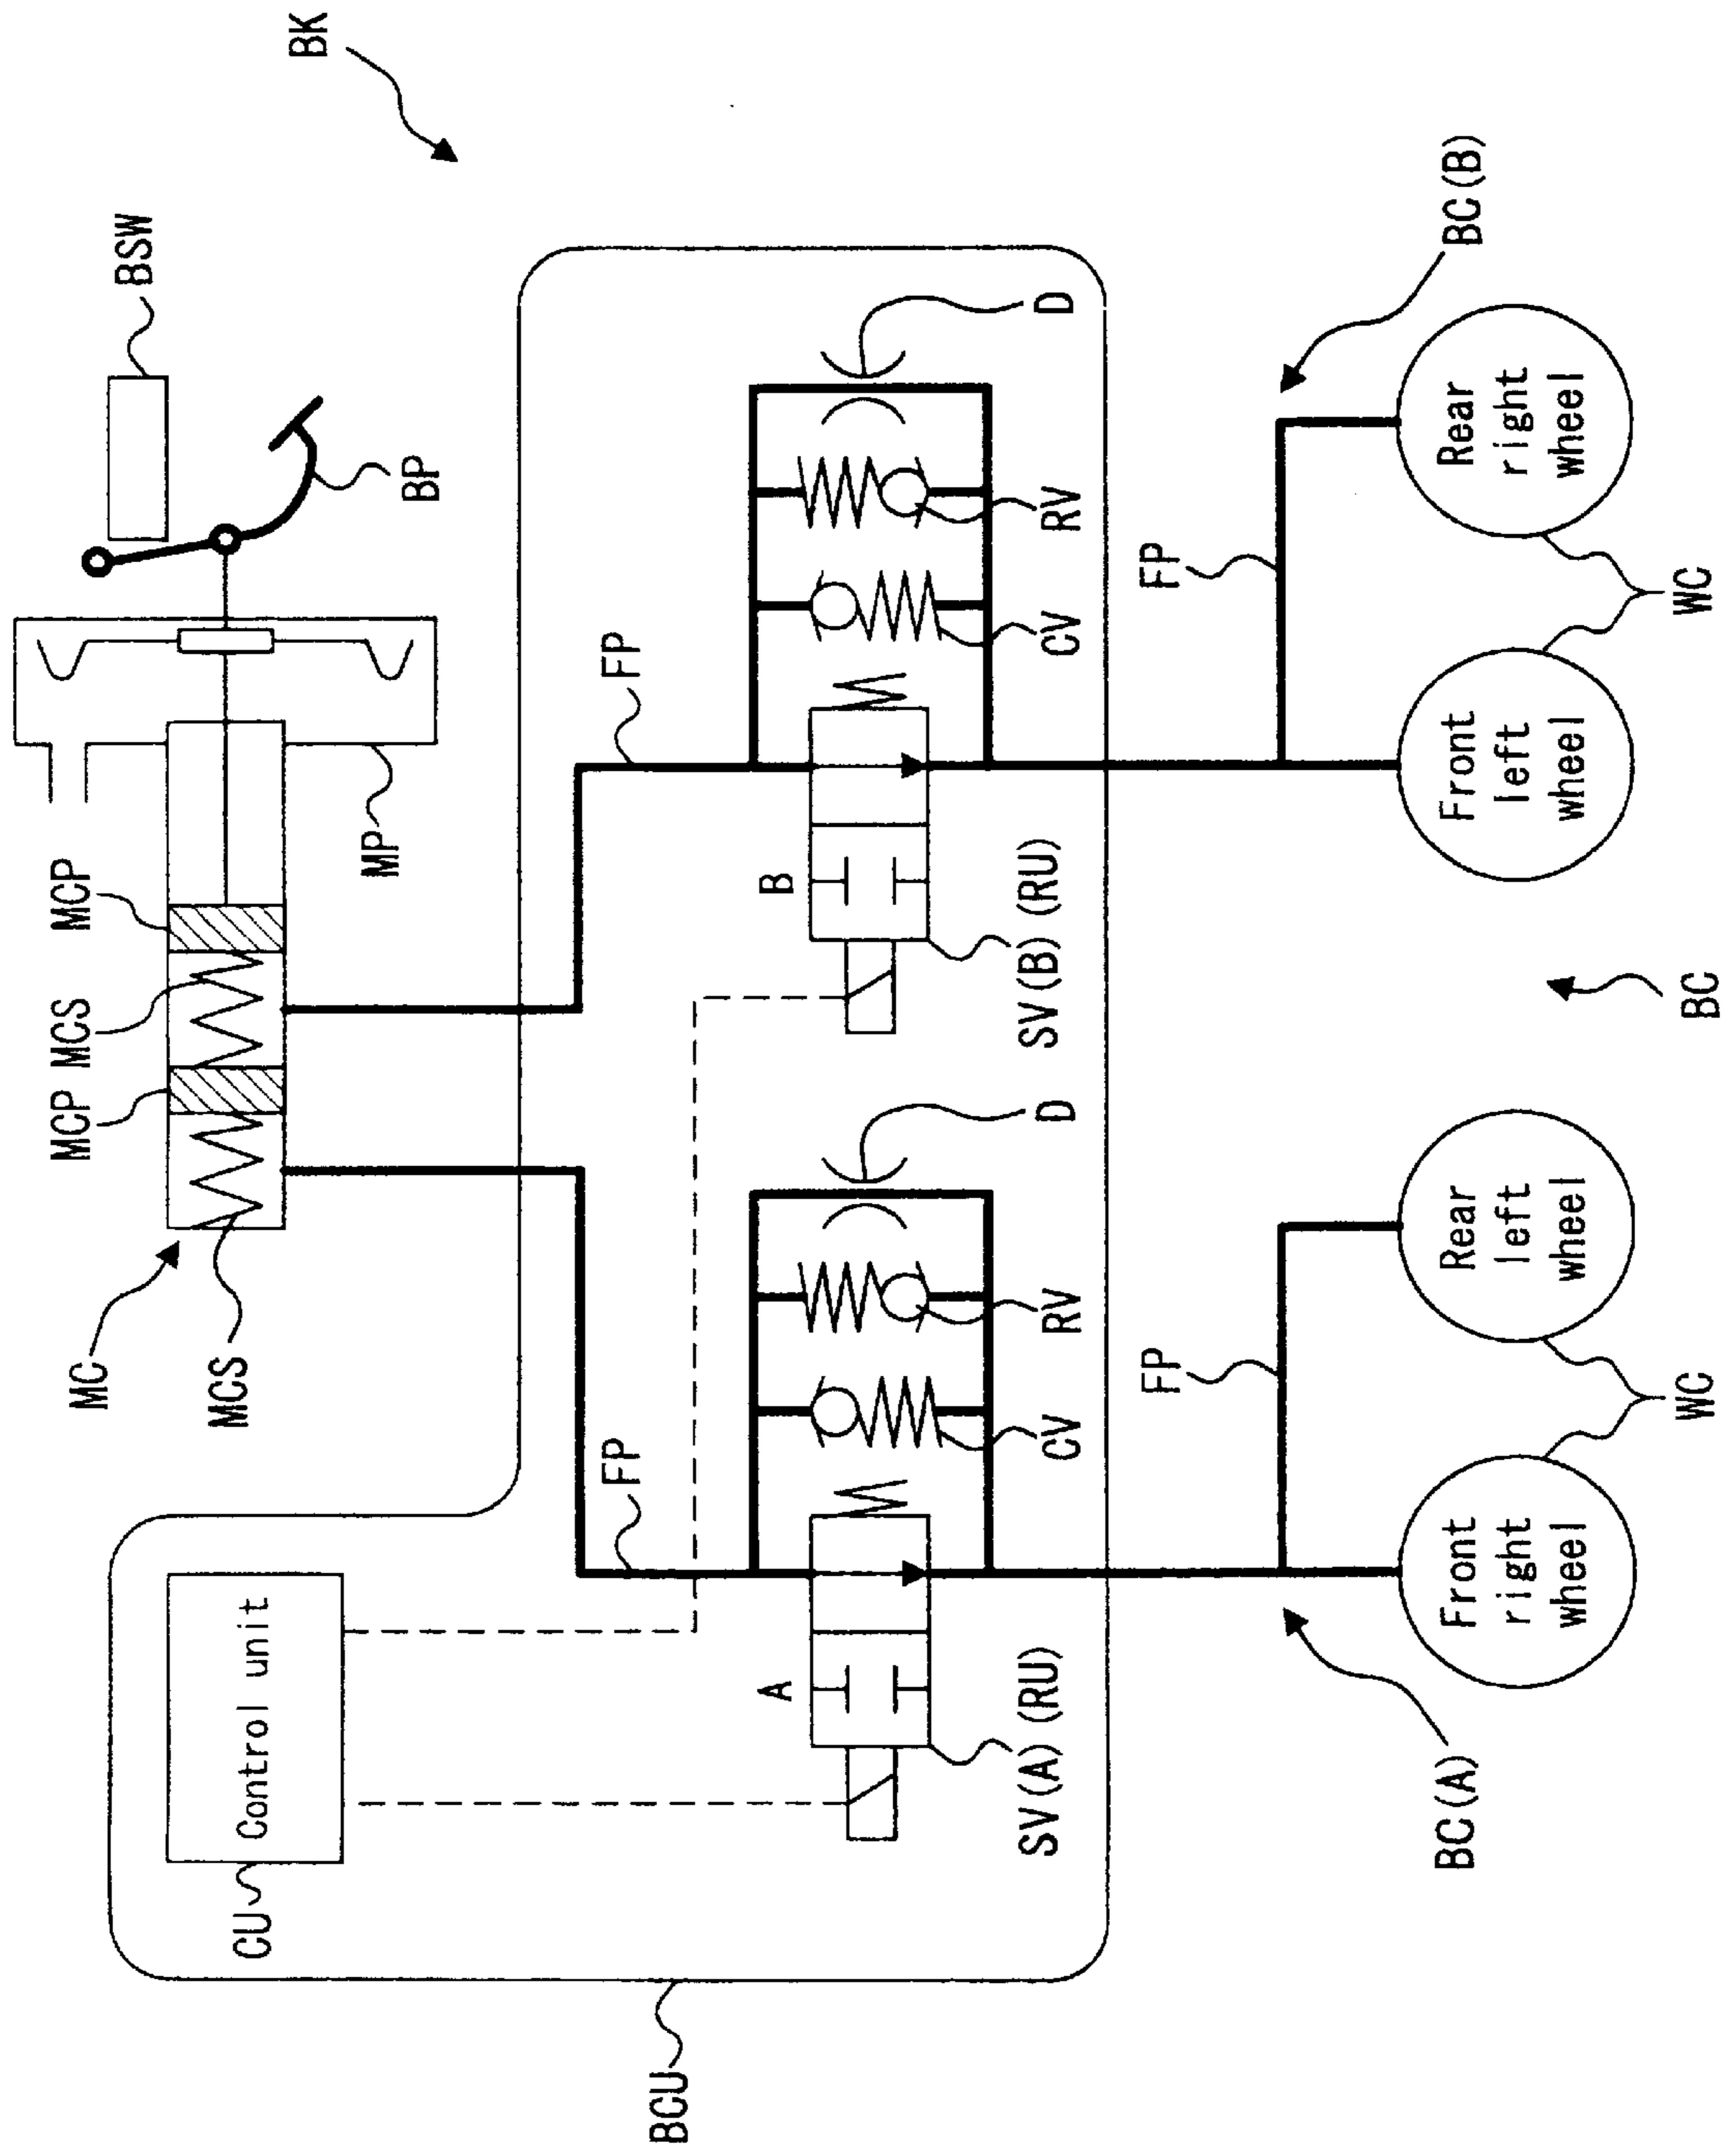 BK
BSW
BP
MP
MCP
MCS
MCP
MC
MCS
CU
Control unit
BCU
FP
FP
A
B
SV(A)(RU)
CV
RV
D
SV(B)(RU)
CV
RV
D
BC(A)
FP
BC
FP
BC(B)
Front
right
wheel
Rear
left
wheel
WC
Front
left
wheel
Rear
right
wheel
WC